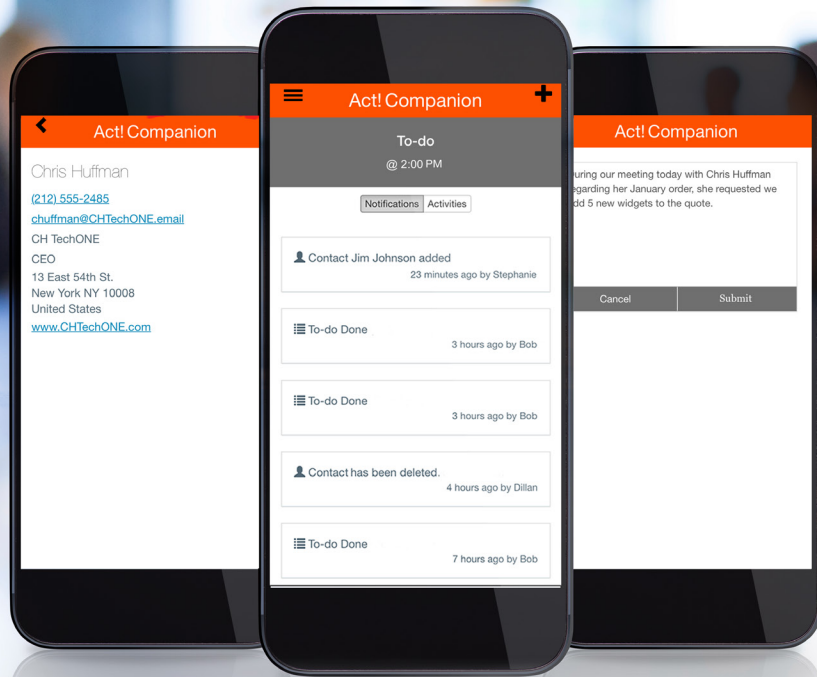 Act! Companion
Chris Huffman
(212) 555-2485
chuffman@CHTechONE.email
CH TechONE
CEO
13 East 54th St.
New York NY 10008
United States
www.CHTechONE.com
Act! Companion
To-do
@ 2:00 PM
Notifications Activities
Contact Jim Johnson added
23 minutes ago by Stephanie
To-do Done
3 hours ago by Bob
To-do Done
3 hours ago by Bob
Contact has been deleted.
4 hours ago by Dillan
To-do Done
7 hours ago by Bob
Act! Companion
our meeting today with Chris Huffman
her January order, she requested we
5 new widgets to the quote.
Cancel Submit